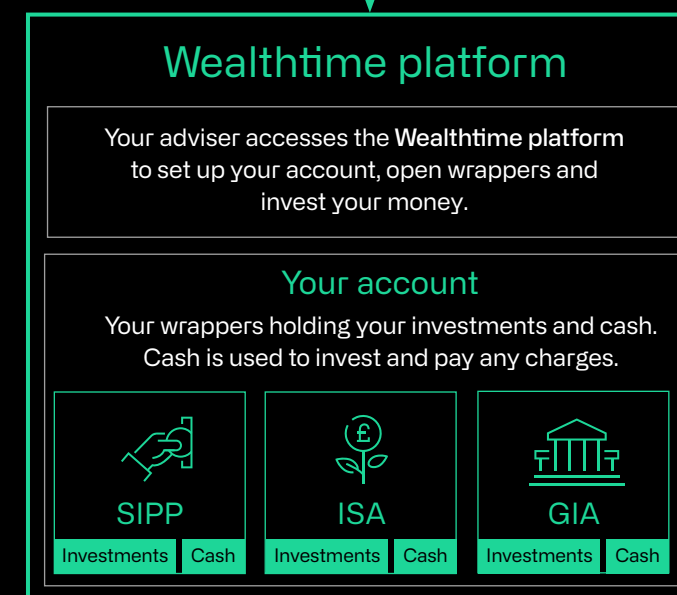 Wealthtime platform
Your adviser accesses the Wealthtime platform
to set up your account, open wrappers and
invest your money.
Your account
Your wrappers holding your investments and cash.
Cash is used to invest and pay any charges.
£
SIPP ISA GIA
Investments Cash Investments Cash Investments Cash